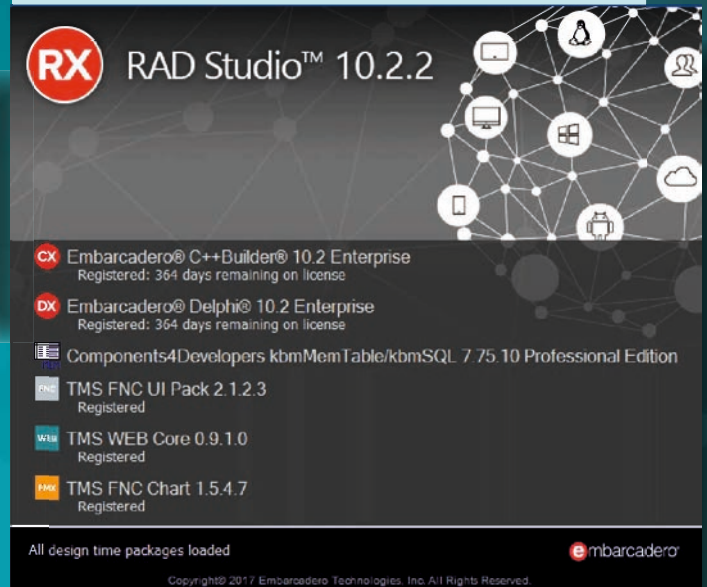 RX
RAD Studio™ 10.2.2
CX
Embarcadero® C++Builder® 10.2 Enterprise
Registered: 364 days remaining on license
DX
Embarcadero® Delphi® 10.2 Enterprise
Registered: 364 days remaining on license
Components4Developers kbmMemTable/kbmSQL 7.75.10 Professional Edition
FNC
TMS FNC UI Pack 2.1.2.3
Registered
WEB
TMS WEB Core 0.9.1.0
Registered
FMX
TMS FNC Chart 1.5.4.7
Registered
All design time packages loaded
embarcadero®
Copyright® 2017 Embarcadero Technologies, Inc. All Rights Reserved.